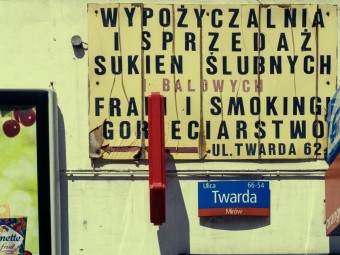 WYPOŻYCZALNIA
I SPRZEDAŻ
SUKIEN ŚLUBNYCH
I BALOWYCH
FRAKI I SMOKINGI
GORSECIARSTWO
UL. TWARDA 62
Ulica 66-54
Twarda
Mirów